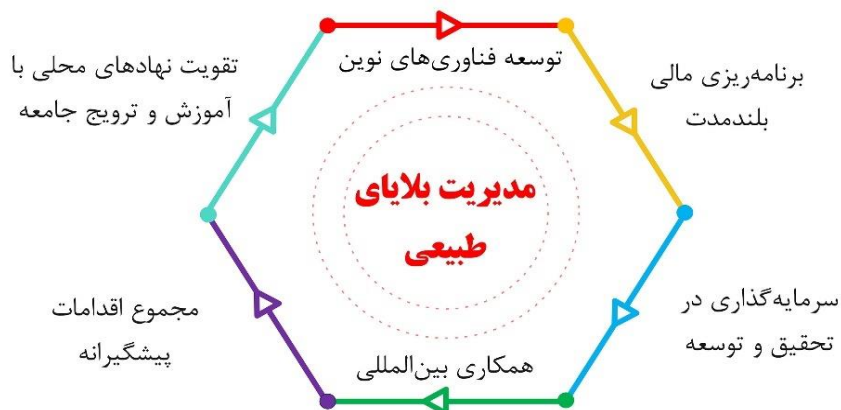 توسعه فناوری‌های نوین
برنامه‌ریزی مالی
بلندمدت
سرمایه‌گذاری در
تحقیق و توسعه
همکاری بین‌المللی
مجموع اقدامات
پیشگیرانه
تقویت نهادهای محلی با
آموزش و ترویج جامعه
مدیریت بلایای
طبیعی